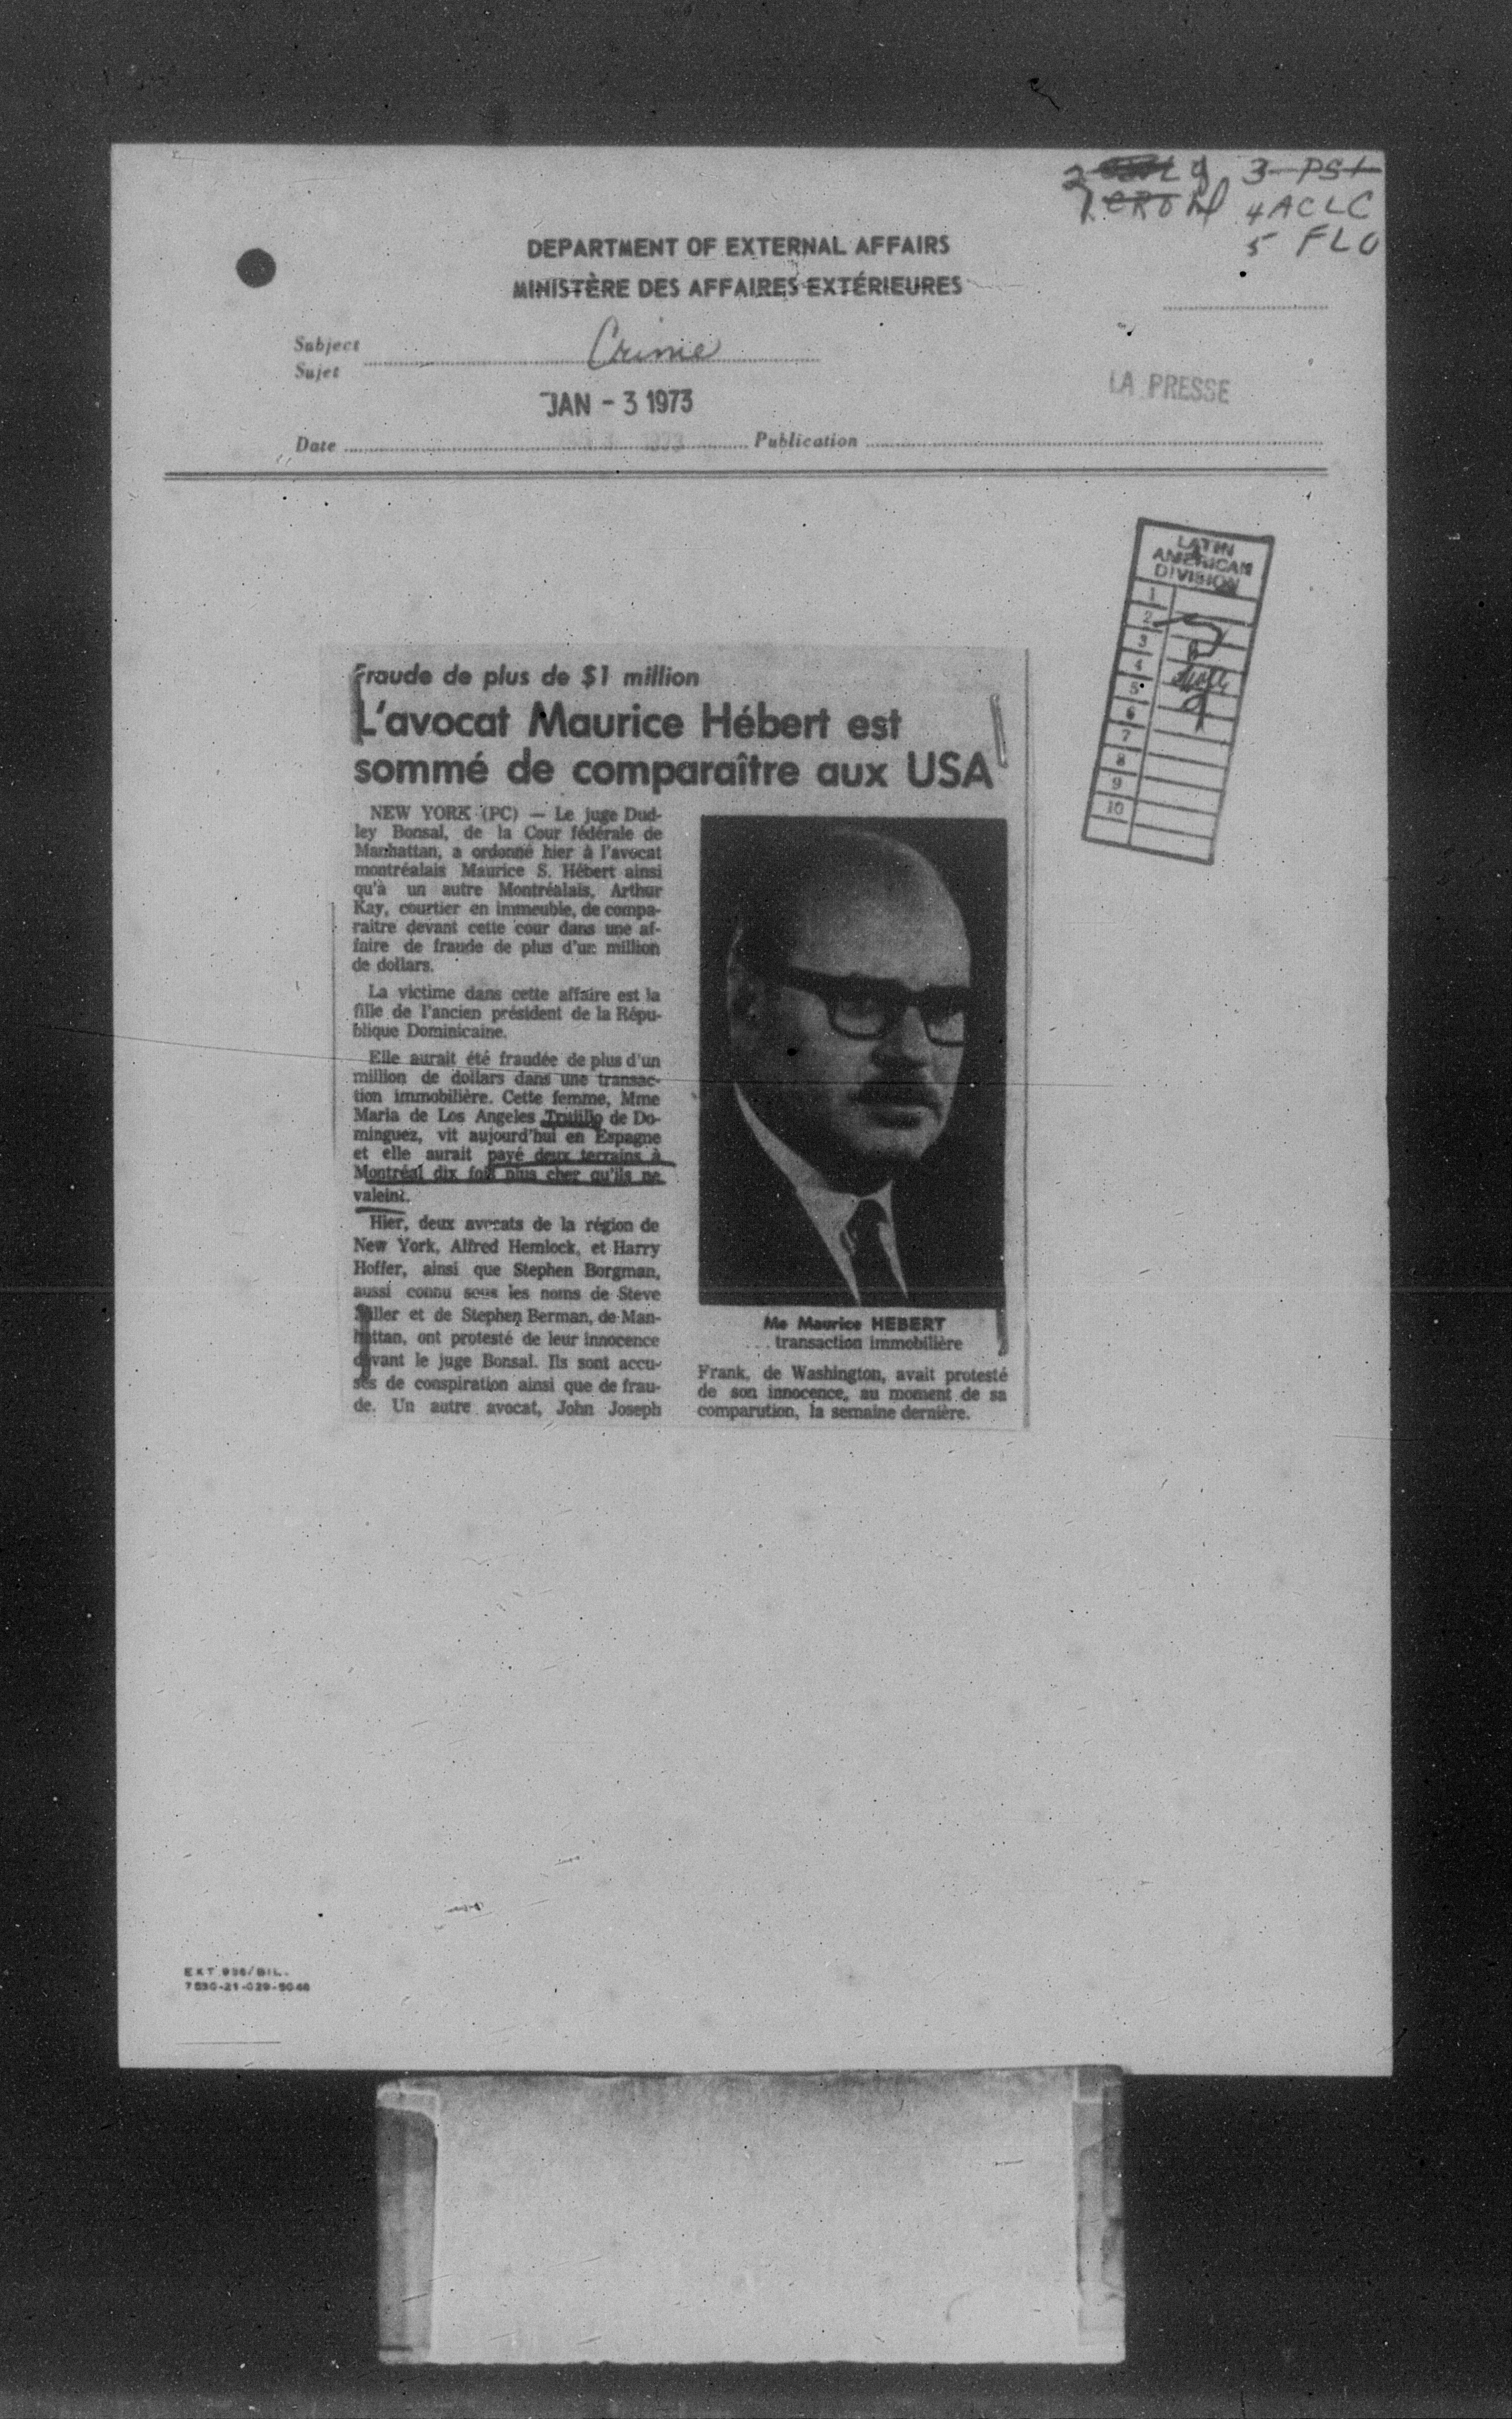 3 PSI
4 ACLC
5 FLO
DEPARTMENT OF EXTERNAL AFFAIRS
MINISTÈRE DES AFFAIRES EXTÉRIEURES
Subject
Sujet
Crime
JAN - 3 1973
LA PRESSE
Date
Publication
LATIN
AMERICAN
DIVISION
1
2
3
4
5
6
7
8
9
10
Fraude de plus de $1 million
L'avocat Maurice Hébert est
sommé de comparaître aux USA
NEW YORK (PC) — Le juge Dud-
ley Bonsal, de la Cour fédérale de
Manhattan, a ordonné hier à l'avocat
montréalais Maurice S. Hébert ainsi
qu'à un autre Montréalais, Arthur
Kay, courtier en immeuble, de compa-
raître devant cette cour dans une af-
faire de fraude de plus d'un million
de dollars.
La victime dans cette affaire est la
fille de l'ancien président de la Répu-
blique Dominicaine.
Elle aurait été fraudée de plus d'un
million de dollars dans une transac-
tion immobilière. Cette femme, Mme
Maria de Los Angeles Trujillo de Do-
minguez, vit aujourd'hui en Espagne
et elle aurait payé deux terrains à
Montréal dix fois plus cher qu'ils ne
valeint.
Hier, deux avocats de la région de
New York, Alfred Hemlock, et Harry
Hoffer, ainsi que Stephen Borgman,
aussi connu sous les noms de Steve
Miller et de Stephen Berman, de Man-
hattan, ont protesté de leur innocence
devant le juge Bonsal. Ils sont accu-
sés de conspiration ainsi que de frau-
de. Un autre avocat, John Joseph
Me Maurice HEBERT
... transaction immobilière
Frank, de Washington, avait protesté
de son innocence, au moment de sa
comparution, la semaine dernière.
EXT 936/BIL.
7530-21-029-5046